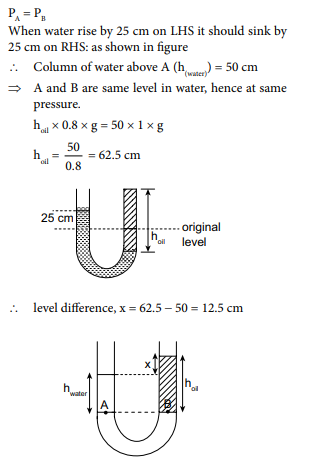 P_A = P_B
When water rise by 25 cm on LHS it should sink by
25 cm on RHS: as shown in figure
∴ Column of water above A (h_(water)) = 50 cm
⇒ A and B are same level in water, hence at same
pressure.
h_oil × 0.8 × g = 50 × 1 × g
h_oil = 50/0.8 = 62.5 cm
25 cm
original
level
h_oil
∴ level difference, x = 62.5 – 50 = 12.5 cm
x
h_water
A
B
h_oil